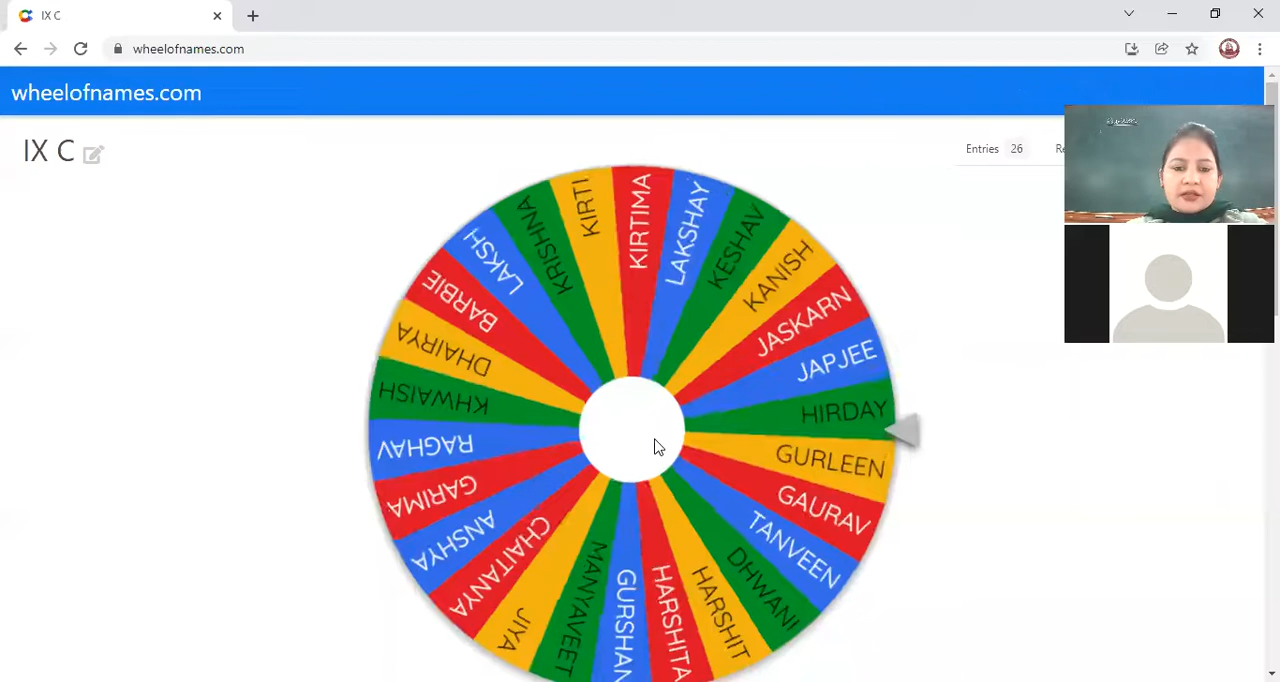 IX C
wheelofnames.com
wheelofnames.com
IX C
Entries 26
KIRTIMA
LAKSHAY
KESHAV
KANISH
JASKARN
JAPJEE
HIRDAY
GURLEEN
GAURAV
TANVEEN
DHWANI
HARSHIT
HARSHITA
GURSHAN
MANYAVEET
JIYA
CHAITANYA
ANSHYA
GARIMA
RAGHAV
KHWAISH
DHAIRYA
BARBIE
LAKSH
KRISHNA
KIRTI